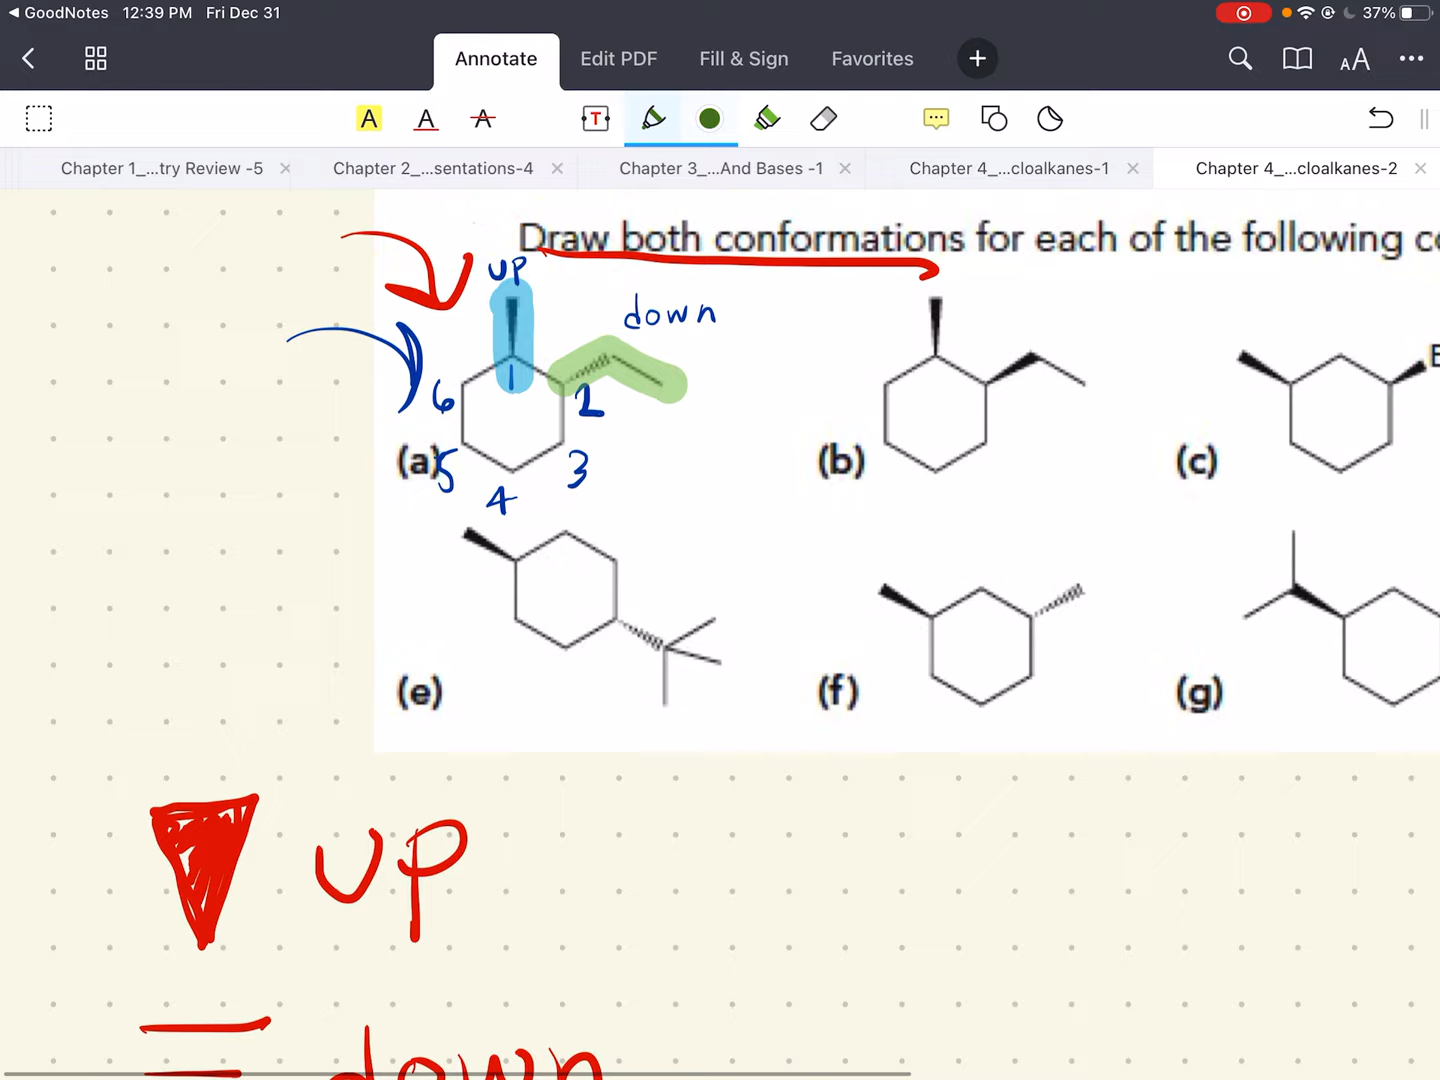 GoodNotes 12:39 PM Fri Dec 31 37%
Annotate Edit PDF Fill & Sign Favorites
A A A T AA
Chapter 1_...try Review -5 Chapter 2_...sentations-4 Chapter 3_...And Bases -1 Chapter 4_...cloalkanes-1 Chapter 4_...cloalkanes-2
Draw both conformations for each of the following
up
down
1
6 2
(a) 5 3 (b) (c)
4
(e) (f) (g)
up
down